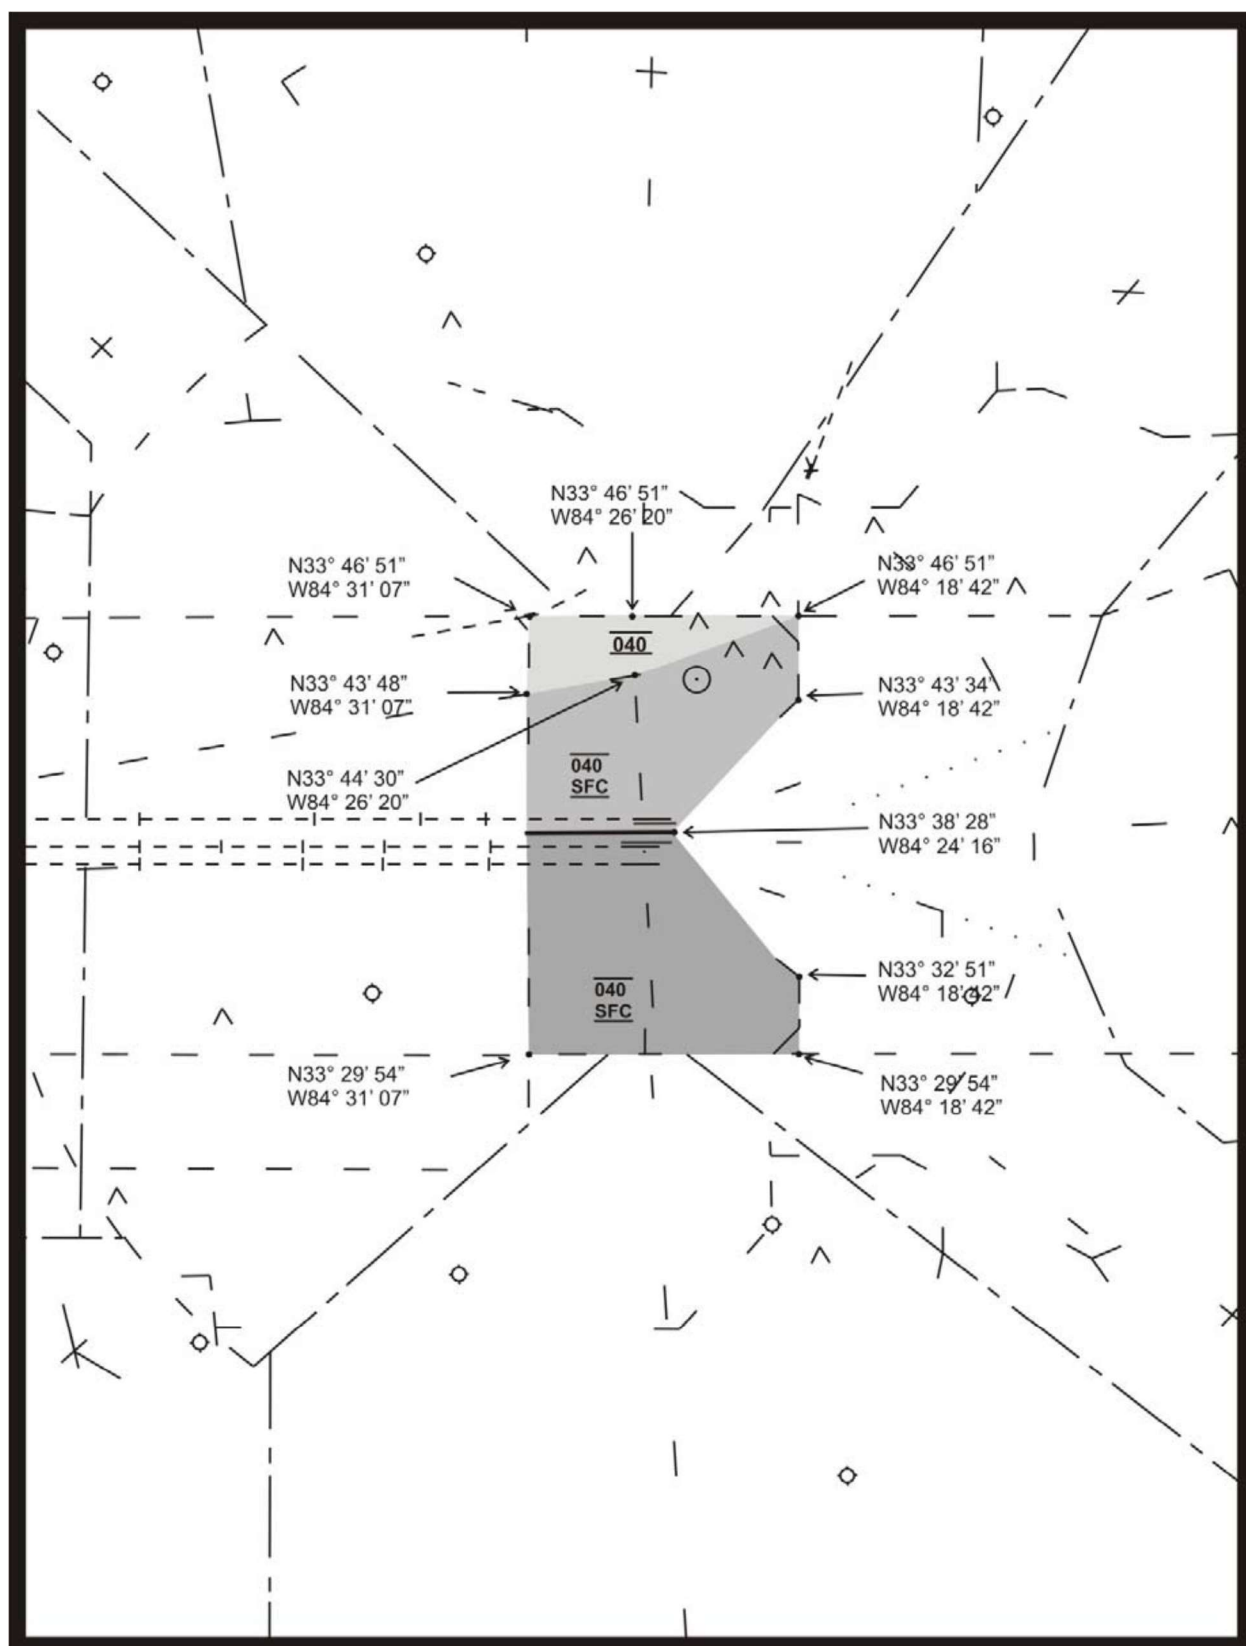 N33° 46’ 51”
W84° 26’ 20”
N33° 46’ 51”
W84° 31’ 07”
N33° 46’ 51”
W84° 18’ 42”
040
N33° 43’ 48”
W84° 31’ 07”
N33° 43’ 34”
W84° 18’ 42”
N33° 44’ 30”
W84° 26’ 20”
040
SFC
N33° 38’ 28”
W84° 24’ 16”
N33° 32’ 51”
W84° 18’ 42”
040
SFC
N33° 29’ 54”
W84° 31’ 07”
N33° 29’ 54”
W84° 18’ 42”